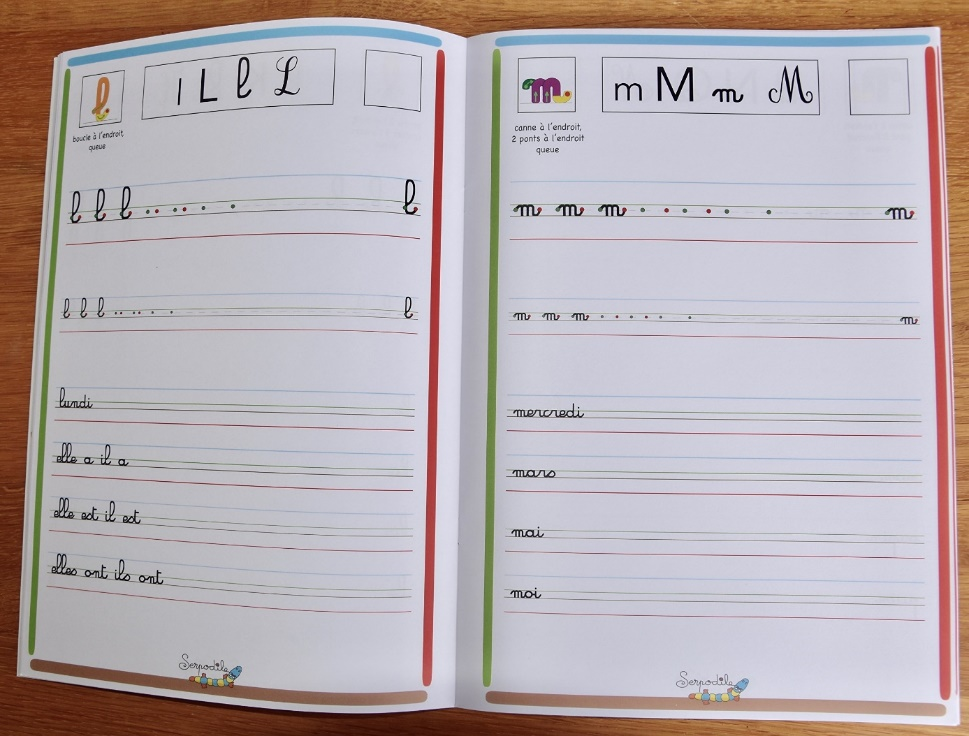 l
l L l L
boucle à l'endroit,
queue
l l l l
l l l l
lundi
elle a il a
elle est il est
elles ont ils ont
Serpodile
m
m M m M
canne à l'endroit,
2 ponts à l'endroit
queue
m m m m
m m m m
mercredi
mars
mai
moi
Serpodile